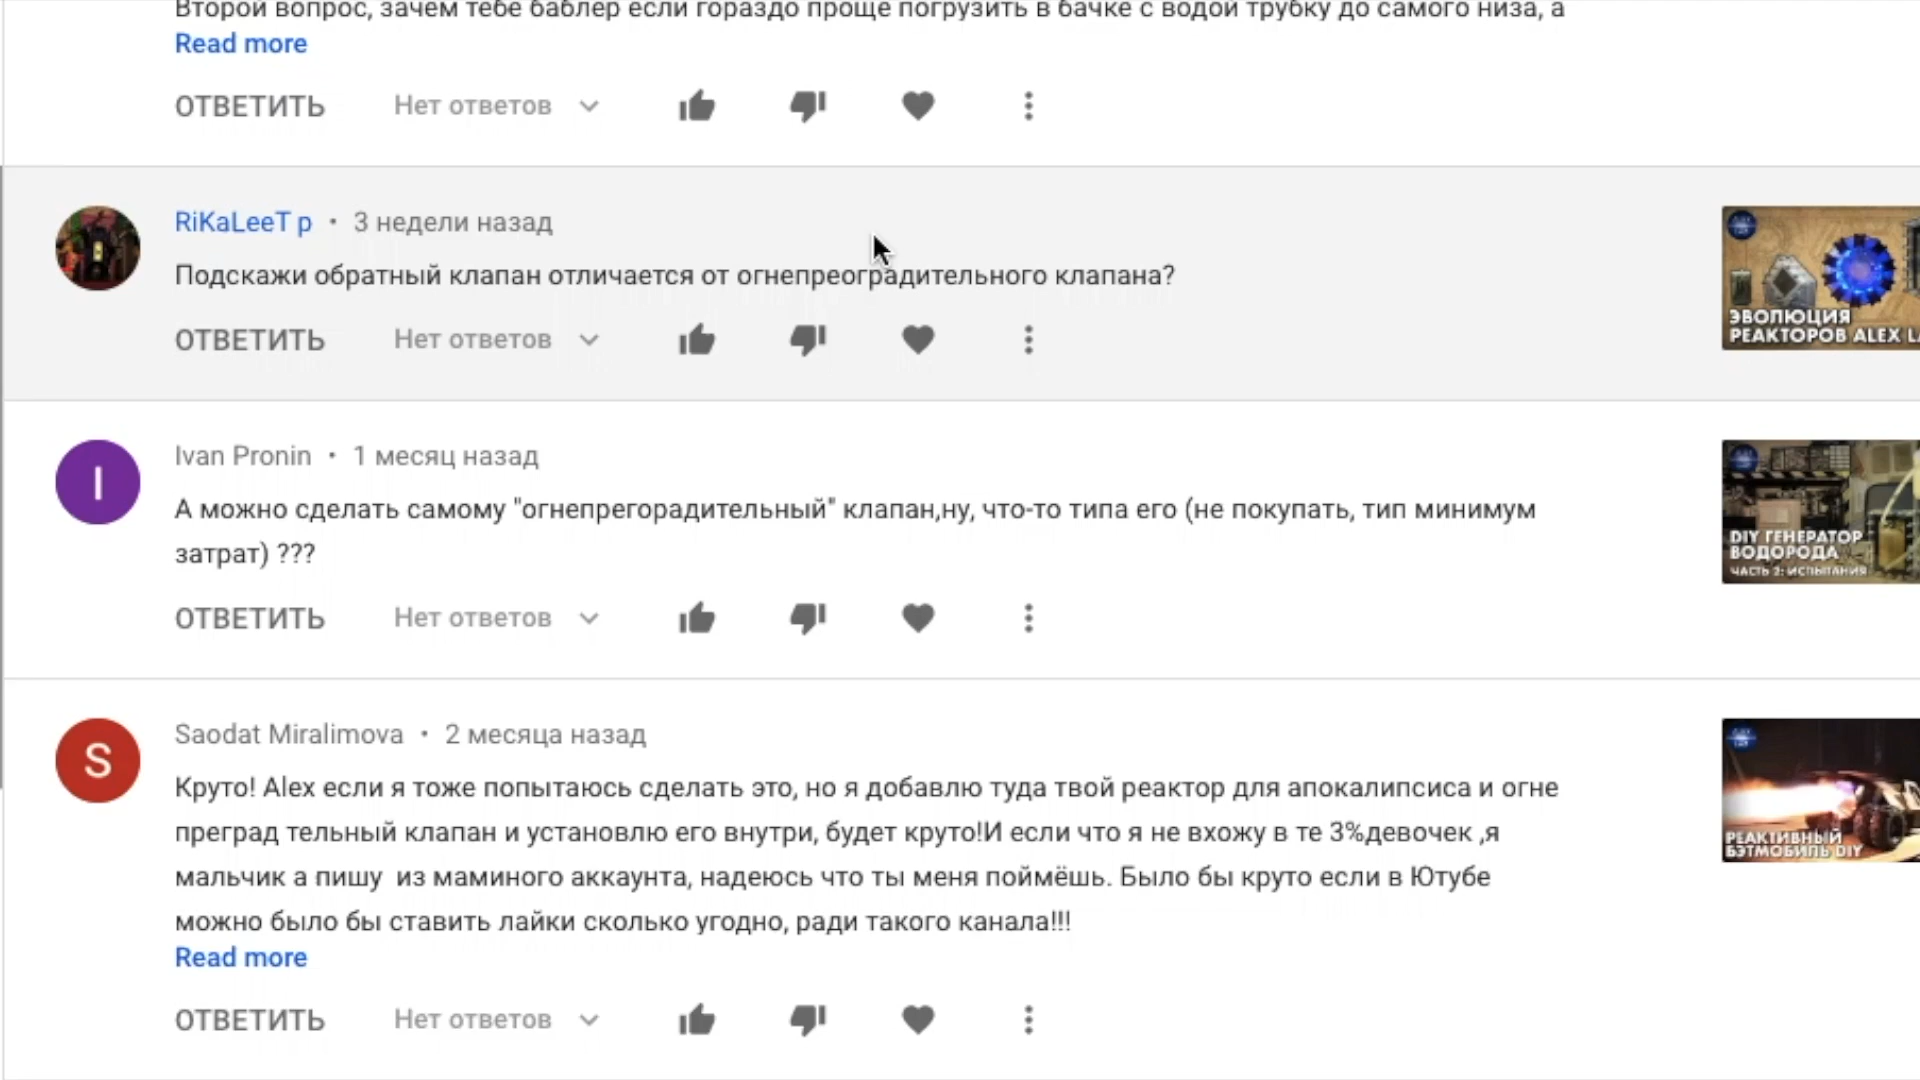 Второй вопрос, зачем тебе баблер если гораздо проще погрузить в бачке с водой трубку до самого низа, а
Read more
ОТВЕТИТЬ Нет ответов
RiKaLeeT p • 3 недели назад
Подскажи обратный клапан отличается от огнепреоградительного клапана?
ОТВЕТИТЬ Нет ответов
ЭВОЛЮЦИЯ
РЕАКТОРОВ ALEX LA
I
Ivan Pronin • 1 месяц назад
А можно сделать самому "огнепрегорадительный" клапан,ну, что-то типа его (не покупать, тип минимум
затрат) ???
ОТВЕТИТЬ Нет ответов
DIY ГЕНЕРАТОР
ВОДОРОДА
ЧАСТЬ 2: ИСПЫТАНИЯ
S
Saodat Miralimova • 2 месяца назад
Круто! Alex если я тоже попытаюсь сделать это, но я добавлю туда твой реактор для апокалипсиса и огне
преград тельный клапан и установлю его внутри, будет круто!И если что я не вхожу в те 3%девочек ,я
мальчик а пишу из маминого аккаунта, надеюсь что ты меня поймёшь. Было бы круто если в Ютубе
можно было бы ставить лайки сколько угодно, ради такого канала!!!
Read more
ОТВЕТИТЬ Нет ответов
РЕАКТИВНЫЙ
БЭТМОБИЛЬ DIY